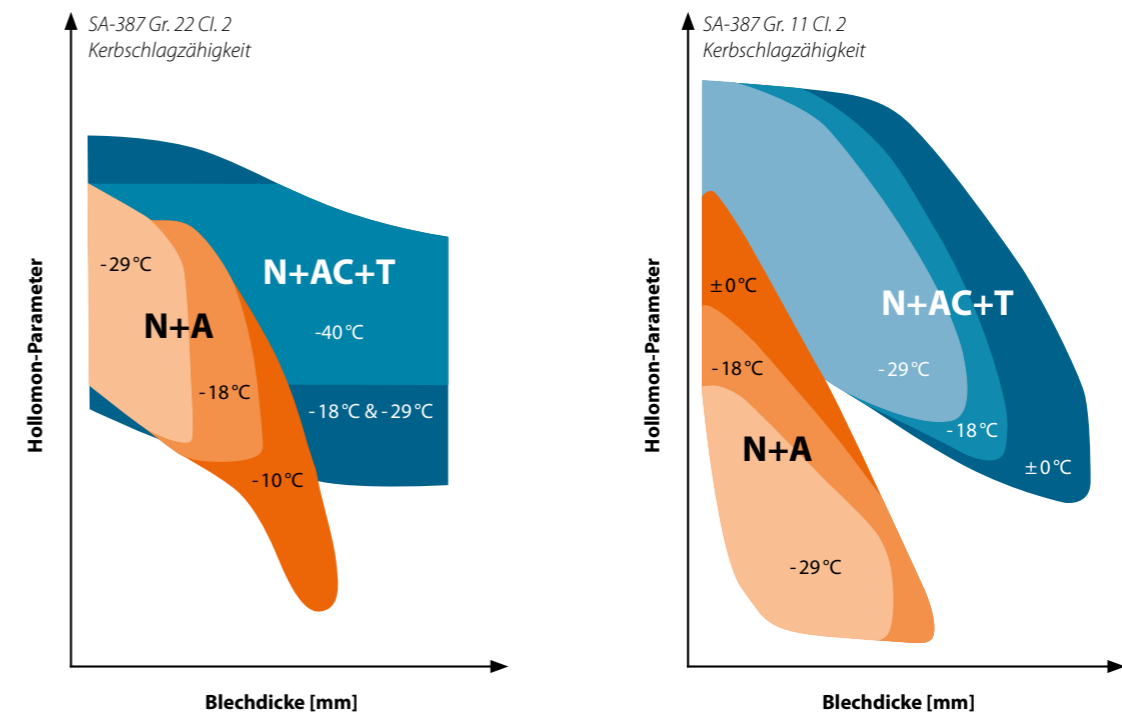 SA-387 Gr. 22 Cl. 2
Kerbschlagzähigkeit
Hollomon-Parameter
-29 °C
N+A
-18 °C
-10 °C
N+AC+T
-40 °C
-18 °C & -29 °C
Blechdicke [mm]
SA-387 Gr. 11 Cl. 2
Kerbschlagzähigkeit
Hollomon-Parameter
±0 °C
-18 °C
N+A
-29 °C
N+AC+T
-29 °C
-18 °C
±0 °C
Blechdicke [mm]